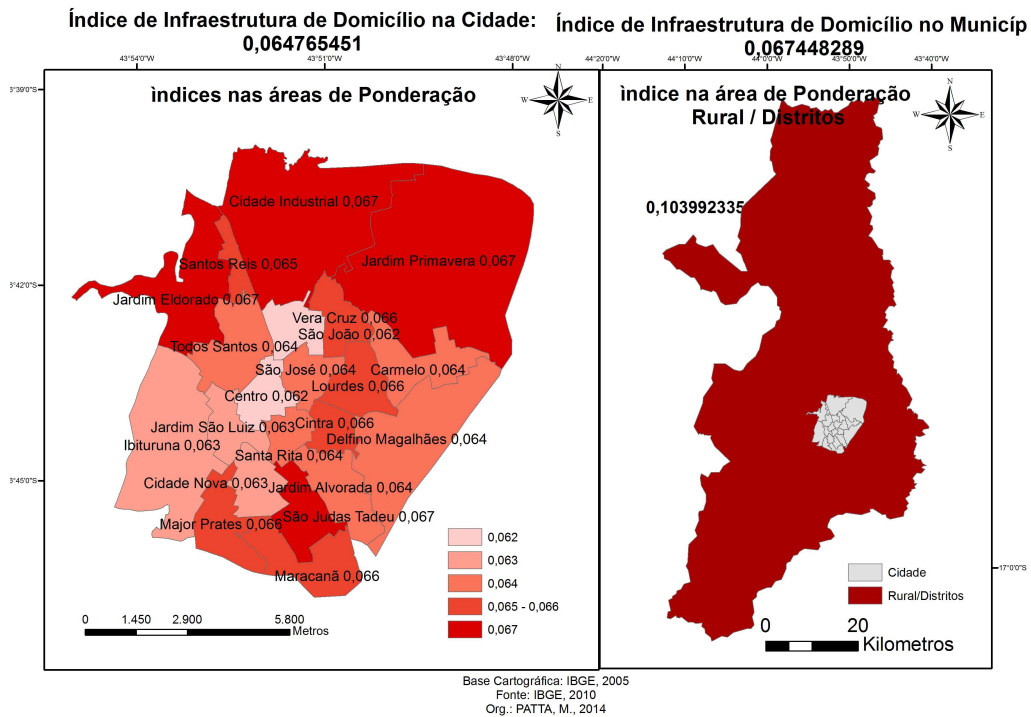 Índice de Infraestrutura de Domicílio na Cidade:
0,064765451
Índice de Infraestrutura de Domicílio no Municíp
0,067448289
43°54'0"W
43°51'0"W
43°48'0"W
44°20'0"W
44°10'0"W
44°0'0"W
43°50'0"W
43°40'0"W
3°39'0"S
3°42'0"S
3°45'0"S
ìndices nas áreas de Ponderação
N
W
E
S
Cidade Industrial 0,067
Santos Reis 0,065
Jardim Primavera 0,067
Jardim Eldorado 0,067
Vera Cruz 0,066
São João 0,062
Todos Santos 0,064
São José 0,064
Carmelo 0,064
Lourdes 0,066
Centro 0,062
Cintra 0,066
Jardim São Luiz 0,063
Delfino Magalhães 0,064
Ibituruna 0,063
Santa Rita 0,064
Cidade Nova 0,063
Jardim Alvorada 0,064
São Judas Tadeu 0,067
Major Prates 0,066
Maracanã 0,066
0,062
0,063
0,064
0,065 - 0,066
0,067
0 1.450 2.900 5.800
Metros
ìndice na área de Ponderação
Rural / Distritos
N
W
E
S
0,103992335
17°0'0"S
Cidade
Rural/Distritos
0 20
Kilometros
Base Cartográfica: IBGE, 2005
Fonte: IBGE, 2010
Org.: PATTA, M., 2014